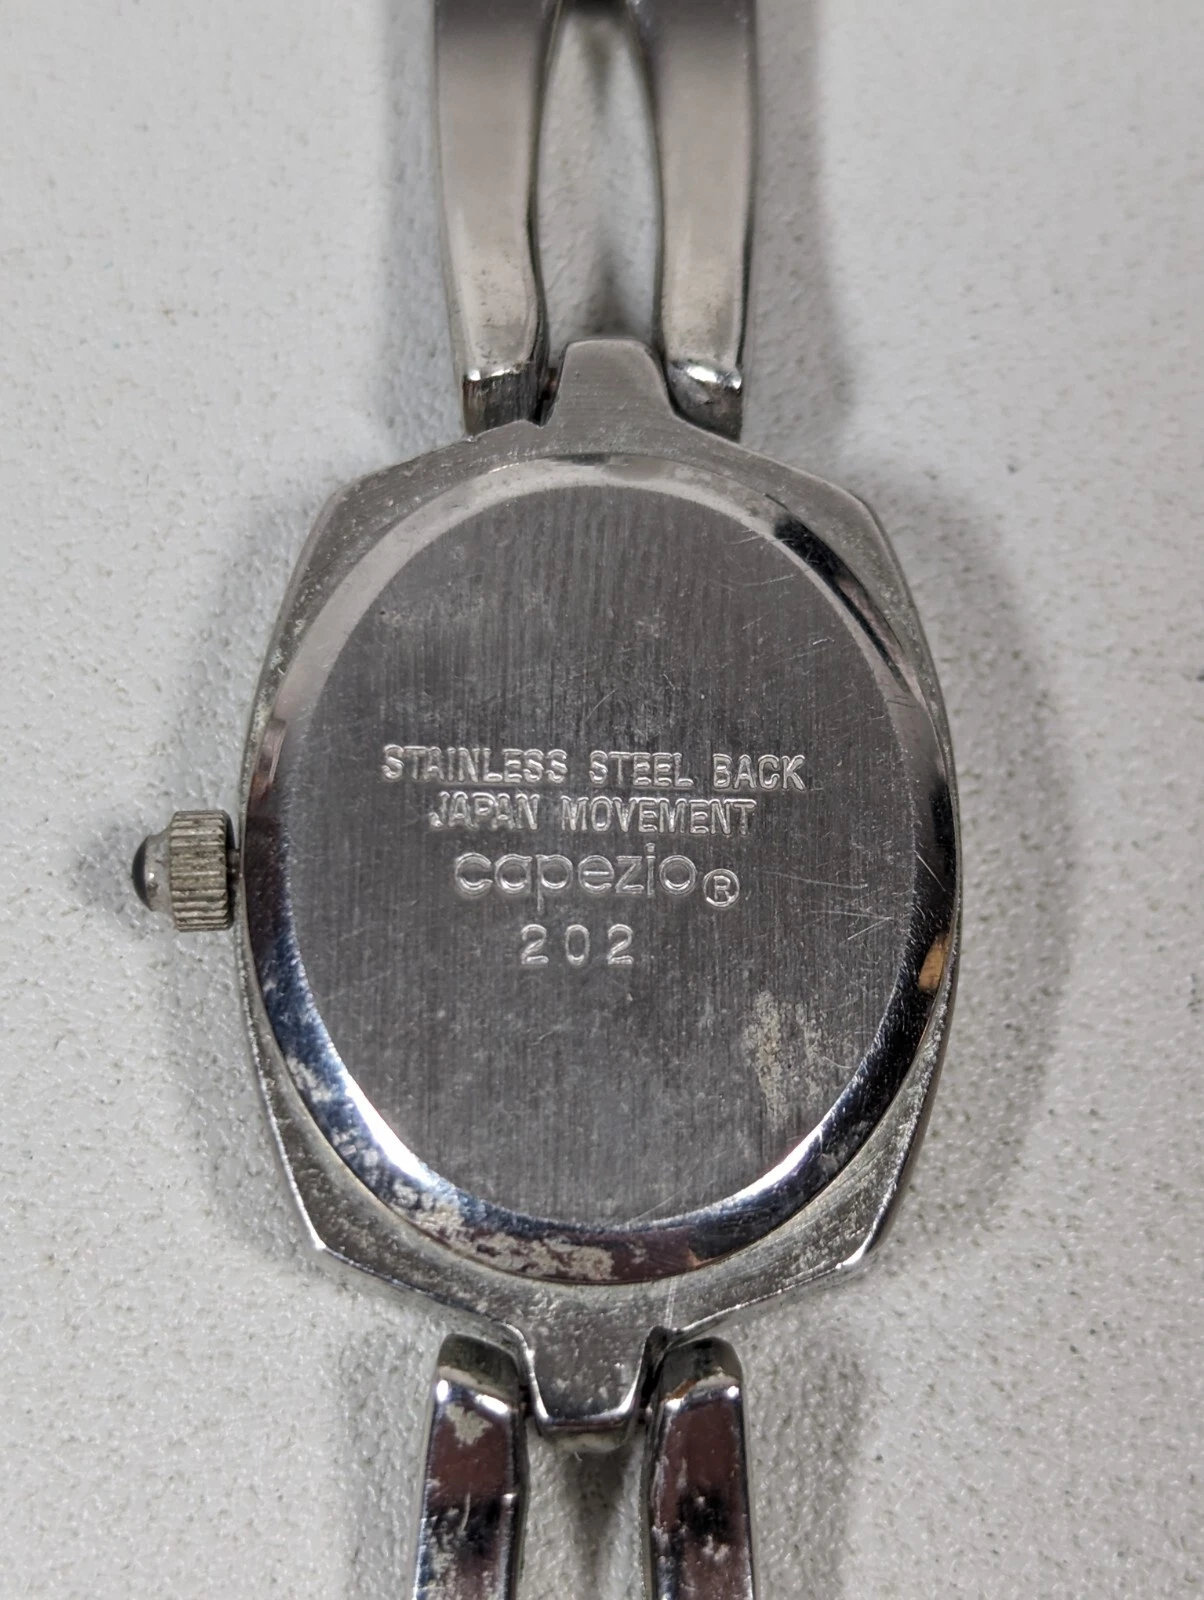 STAINLESS STEEL BACK
JAPAN MOVEMENT
capezio®
202